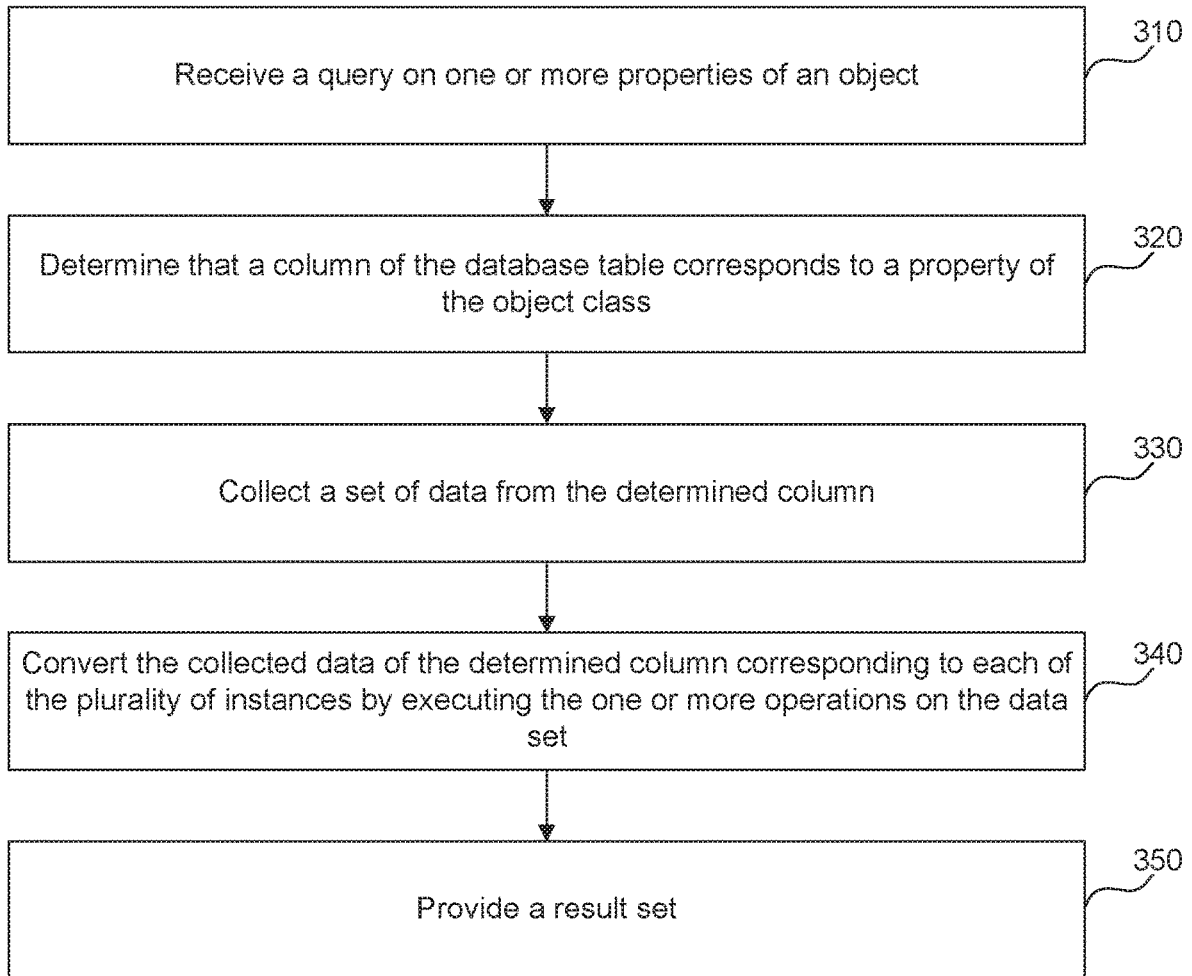 310
Receive a query on one or more properties of an object
320
Determine that a column of the database table corresponds to a property of
the object class
330
Collect a set of data from the determined column
340
Convert the collected data of the determined column corresponding to each of
the plurality of instances by executing the one or more operations on the data
set
350
Provide a result set